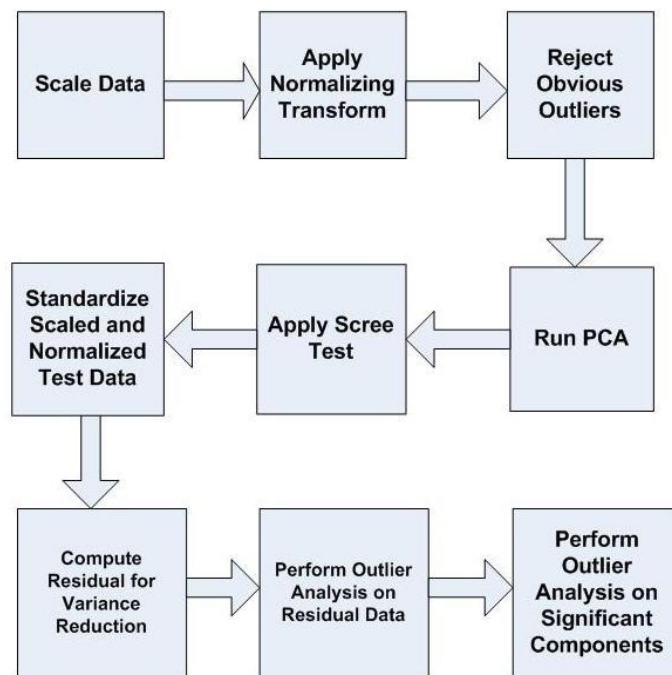 Scale Data
Apply
Normalizing
Transform
Reject
Obvious
Outliers
Run PCA
Apply Scree
Test
Standardize
Scaled and
Normalized
Test Data
Compute
Residual for
Variance
Reduction
Perform Outlier
Analysis on
Residual Data
Perform
Outlier
Analysis on
Significant
Components